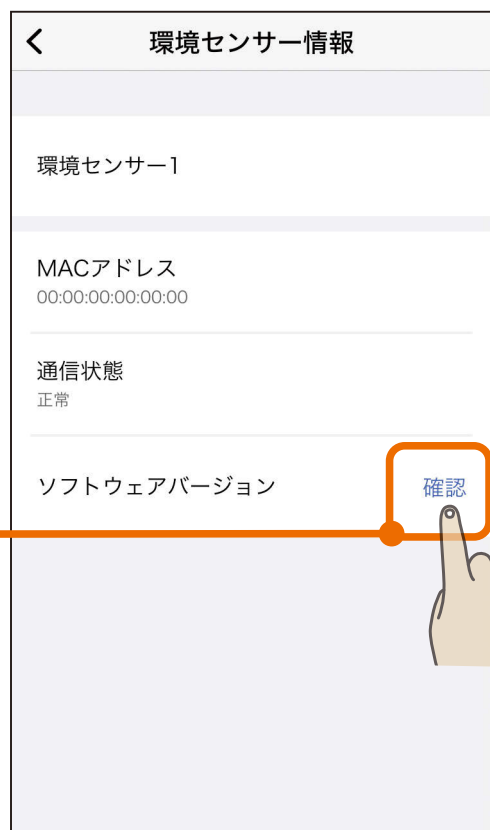 環境センサー情報
環境センサー1
MACアドレス
00:00:00:00:00:00
通信状態
正常
ソフトウェアバージョン 確認